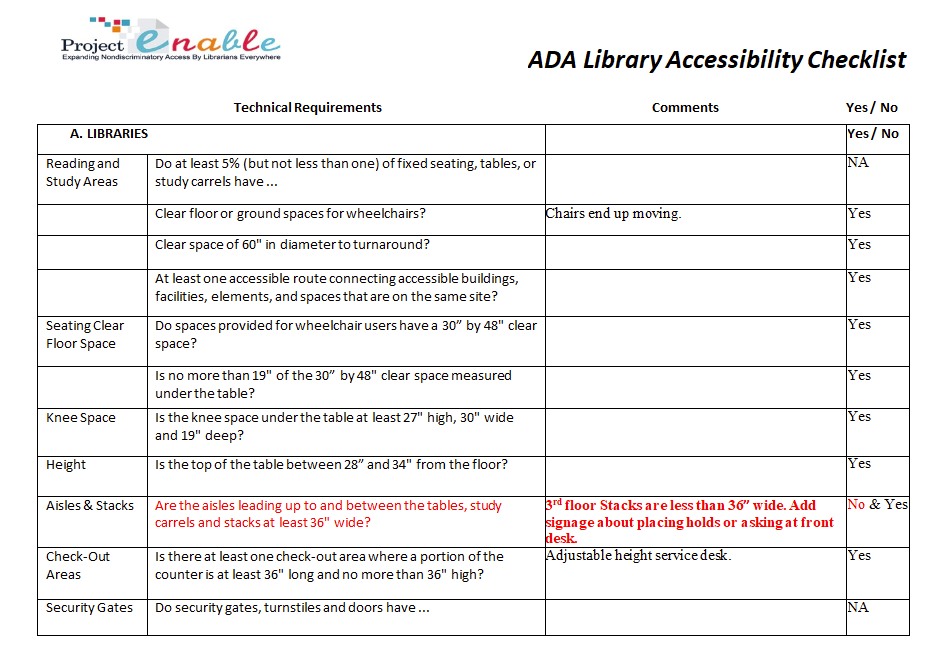 Project enable
Expanding Nondiscriminatory Access By Librarians Everywhere
ADA Library Accessibility Checklist
Technical Requirements Comments Yes / No
A. LIBRARIES Yes / No
Reading and Do at least 5% (but not less than one) of fixed seating, tables, or NA
Study Areas study carrels have ...
Clear floor or ground spaces for wheelchairs? Chairs end up moving. Yes
Clear space of 60" in diameter to turnaround? Yes
At least one accessible route connecting accessible buildings, Yes
facilities, elements, and spaces that are on the same site?
Seating Clear Do spaces provided for wheelchair users have a 30” by 48" clear Yes
Floor Space space?
Is no more than 19" of the 30” by 48" clear space measured Yes
under the table?
Knee Space Is the knee space under the table at least 27" high, 30" wide Yes
and 19" deep?
Height Is the top of the table between 28” and 34" from the floor? Yes
Aisles & Stacks Are the aisles leading up to and between the tables, study 3rd floor Stacks are less than 36” wide. Add No & Yes
carrels and stacks at least 36" wide? signage about placing holds or asking at front
desk.
Check-Out Is there at least one check-out area where a portion of the Adjustable height service desk. Yes
Areas counter is at least 36" long and no more than 36" high?
Security Gates Do security gates, turnstiles and doors have ... NA